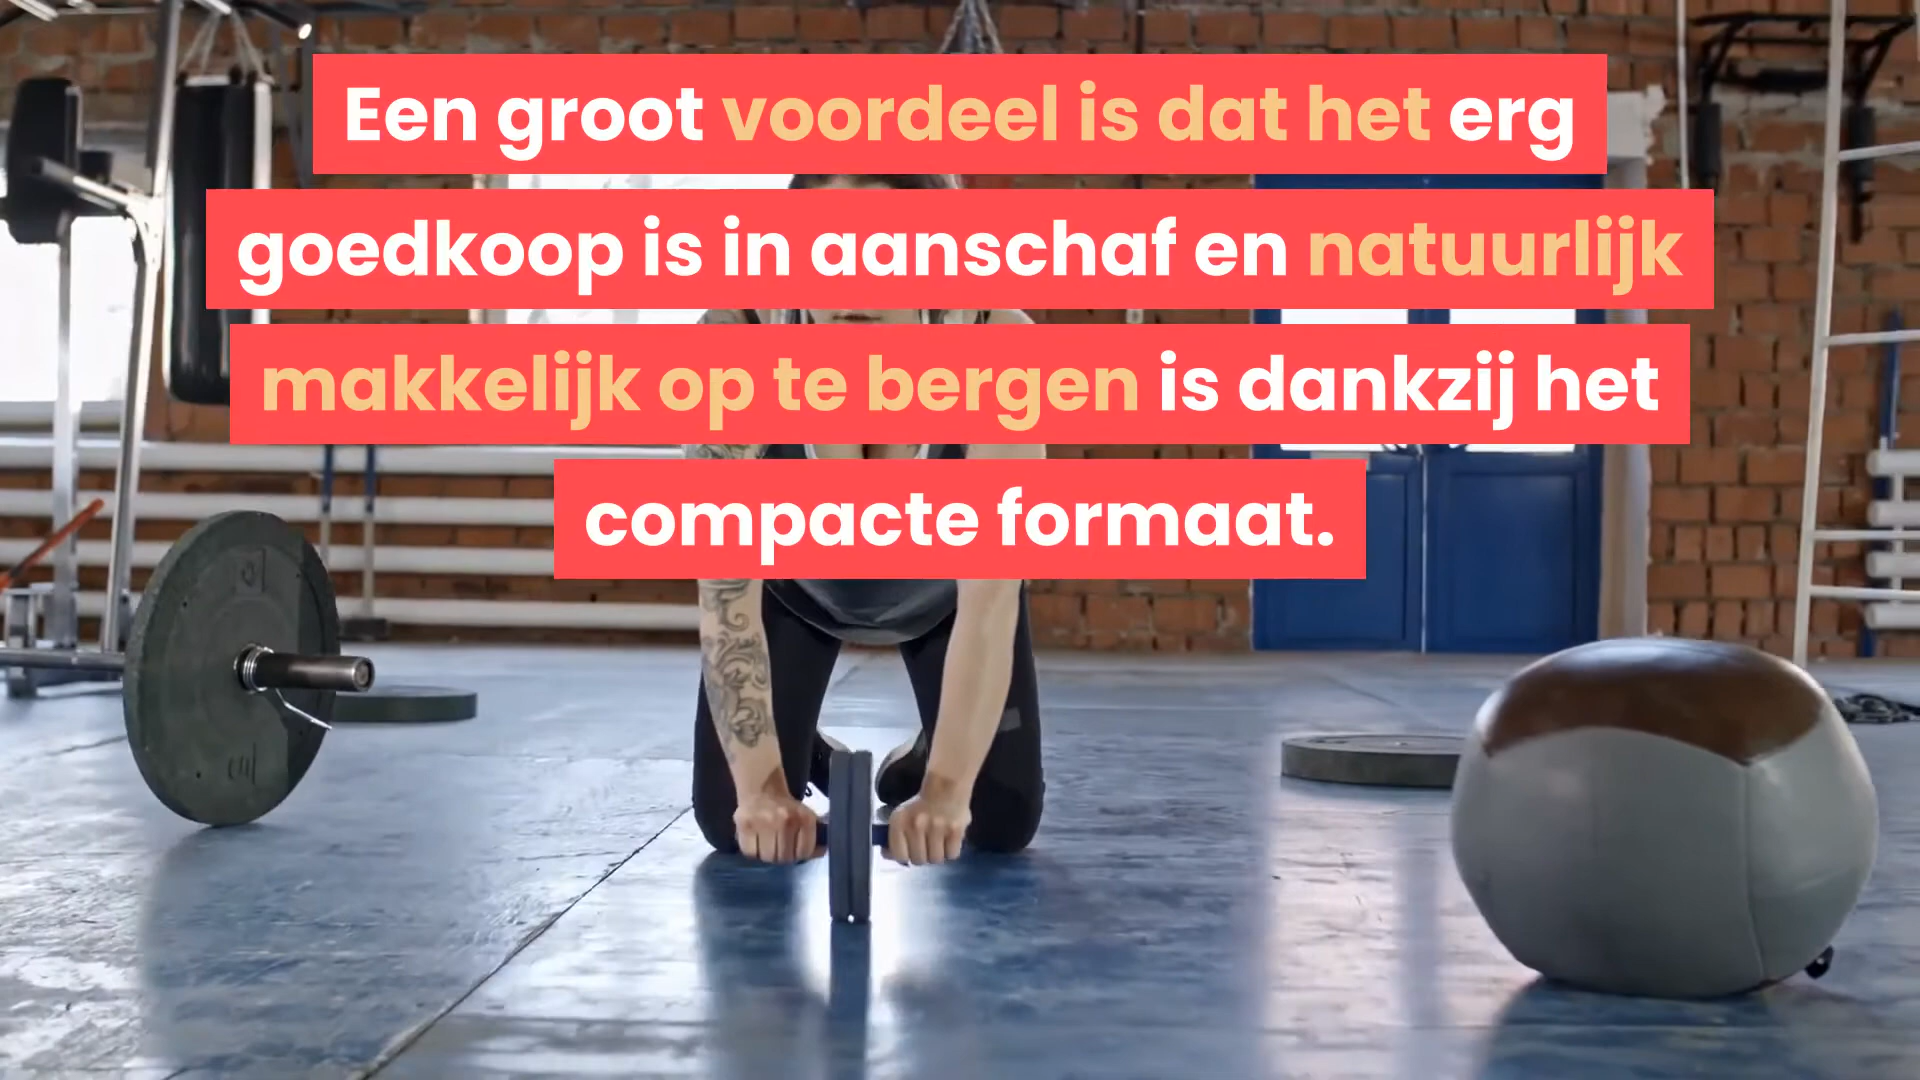 Een groot voordeel is dat het erg
goedkoop is in aanschaf en natuurlijk
makkelijk op te bergen is dankzij het
compacte formaat.